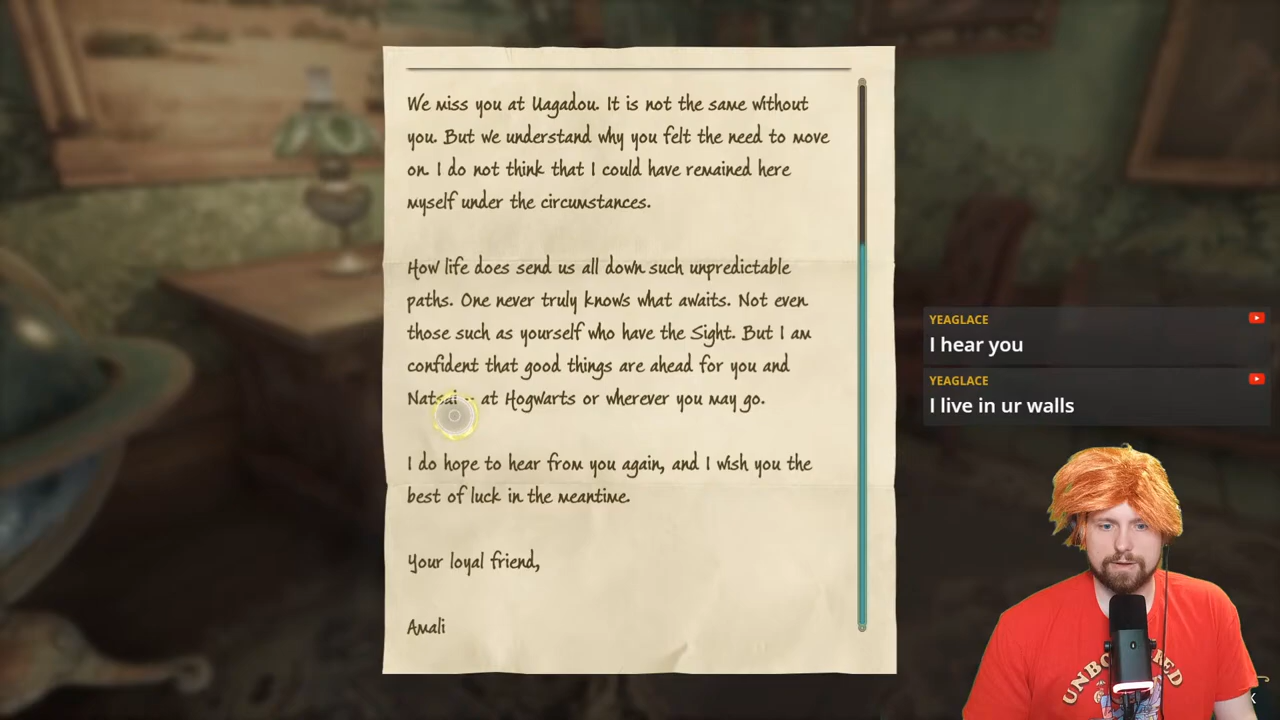 We miss you at Uagadou. It is not the same without
you. But we understand why you felt the need to move
on. I do not think that I could have remained here
myself under the circumstances.
How life does send us all down such unpredictable
paths. One never truly knows what awaits. Not even
those such as yourself who have the Sight. But I am
confident that good things are ahead for you and
Natsai -- at Hogwarts or wherever you may go.
I do hope to hear from you again, and I wish you the
best of luck in the meantime.
Your loyal friend,
Amali
YEAGLACE
I hear you
YEAGLACE
I live in ur walls